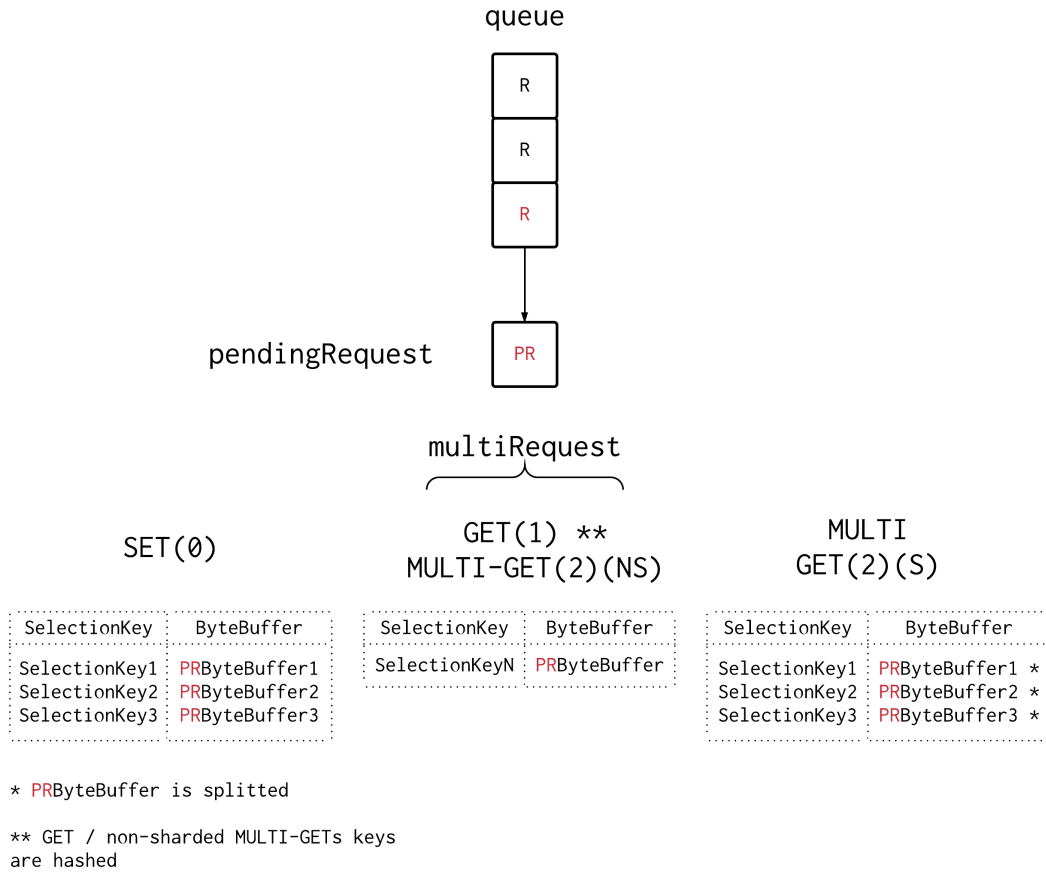 queue
R
R
R
pendingRequest
PR
multiRequest
SET(0)
GET(1) **
MULTI-GET(2)(NS)
MULTI
GET(2)(S)
SelectionKey ByteBuffer
SelectionKey1 PRByteBuffer1
SelectionKey2 PRByteBuffer2
SelectionKey3 PRByteBuffer3
SelectionKey ByteBuffer
SelectionKeyN PRByteBuffer
SelectionKey ByteBuffer
SelectionKey1 PRByteBuffer1 *
SelectionKey2 PRByteBuffer2 *
SelectionKey3 PRByteBuffer3 *
* PRByteBuffer is splitted
** GET / non-sharded MULTI-GETs keys
are hashed